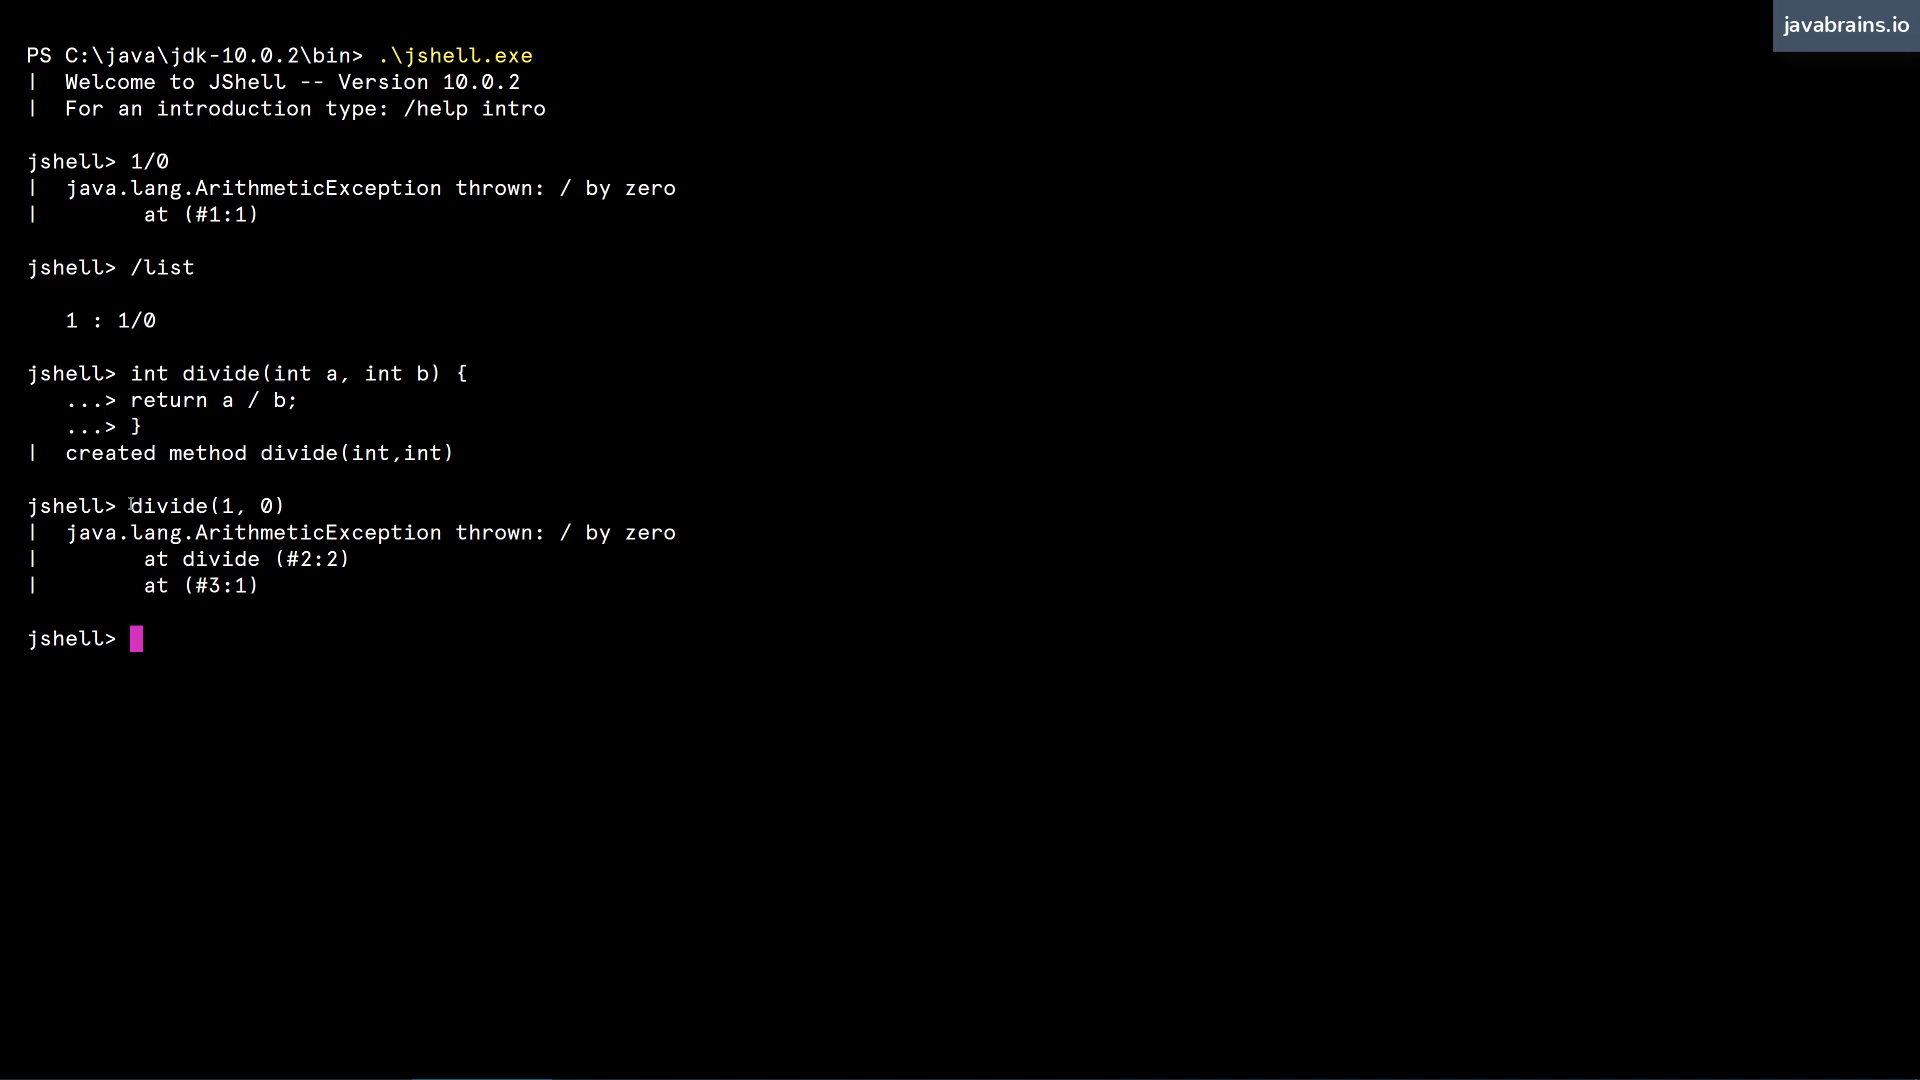 javabrains.io
PS C:\java\jdk-10.0.2\bin> .\jshell.exe
|  Welcome to JShell -- Version 10.0.2
|  For an introduction type: /help intro
jshell> 1/0
|  java.lang.ArithmeticException thrown: / by zero
|        at (#1:1)
jshell> /list
   1 : 1/0
jshell> int divide(int a, int b) {
   ...> return a / b;
   ...> }
|  created method divide(int,int)
jshell> divide(1, 0)
|  java.lang.ArithmeticException thrown: / by zero
|        at divide (#2:2)
|        at (#3:1)
jshell>